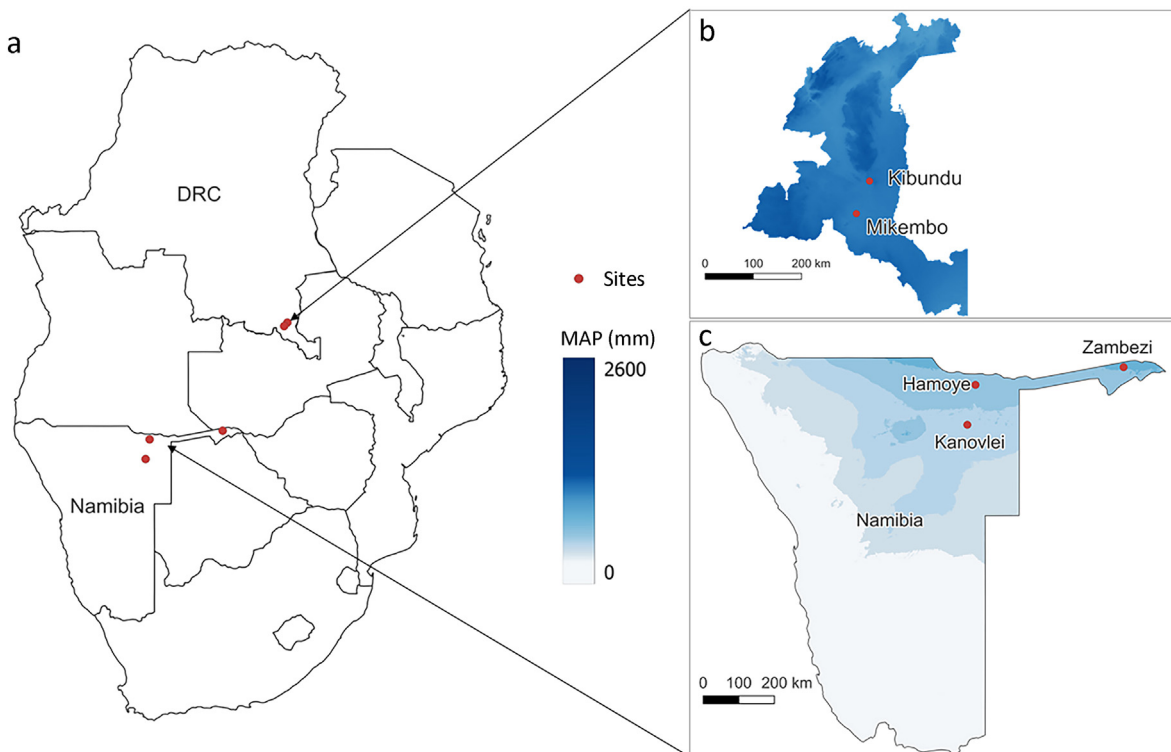 a
DRC
Namibia
Sites
MAP (mm)
2600
0
b
Kibundu
Mikembo
0 100 200 km
c
Zambezi
Hamoye
Kanovlei
Namibia
0 100 200 km